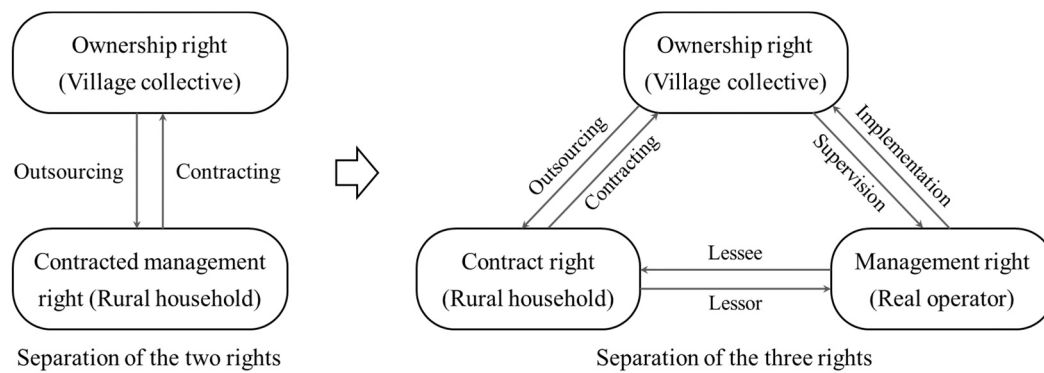 Ownership right
(Village collective)
Outsourcing
Contracting
Contracted management
right (Rural household)
Separation of the two rights
Ownership right
(Village collective)
Outsourcing
Contracting
Implementation
Supervision
Contract right
(Rural household)
Lessee
Lessor
Management right
(Real operator)
Separation of the three rights